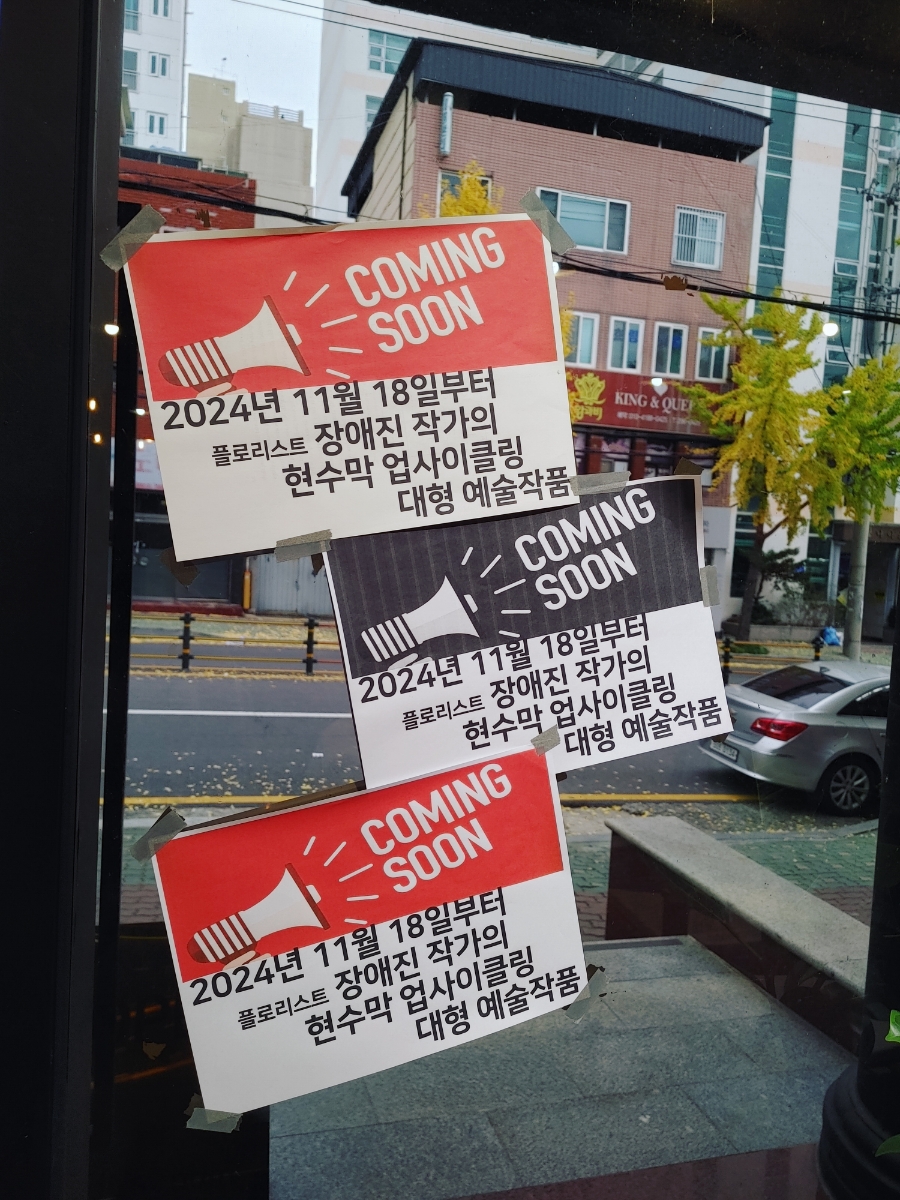 COMING
SOON
2024년 11월 18일부터
플로리스트 장애진 작가의
현수막 업사이클링
대형 예술작품
COMING
SOON
2024년 11월 18일부터
플로리스트 장애진 작가의
현수막 업사이클링
대형 예술작품
COMING
SOON
2024년 11월 18일부터
플로리스트 장애진 작가의
현수막 업사이클링
대형 예술작품
KING &